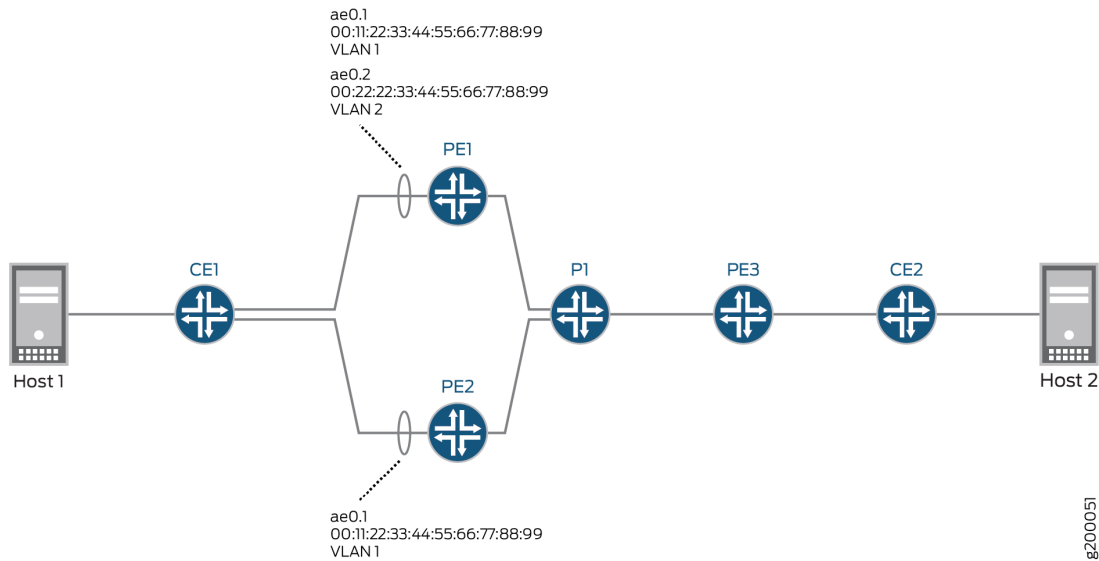 ae0.1
00:11:22:33:44:55:66:77:88:99
VLAN 1
ae0.2
00:22:22:33:44:55:66:77:88:99
VLAN 2
PE1
CE1
P1
PE3
CE2
Host 1
PE2
Host 2
ae0.1
00:11:22:33:44:55:66:77:88:99
VLAN 1
g200051